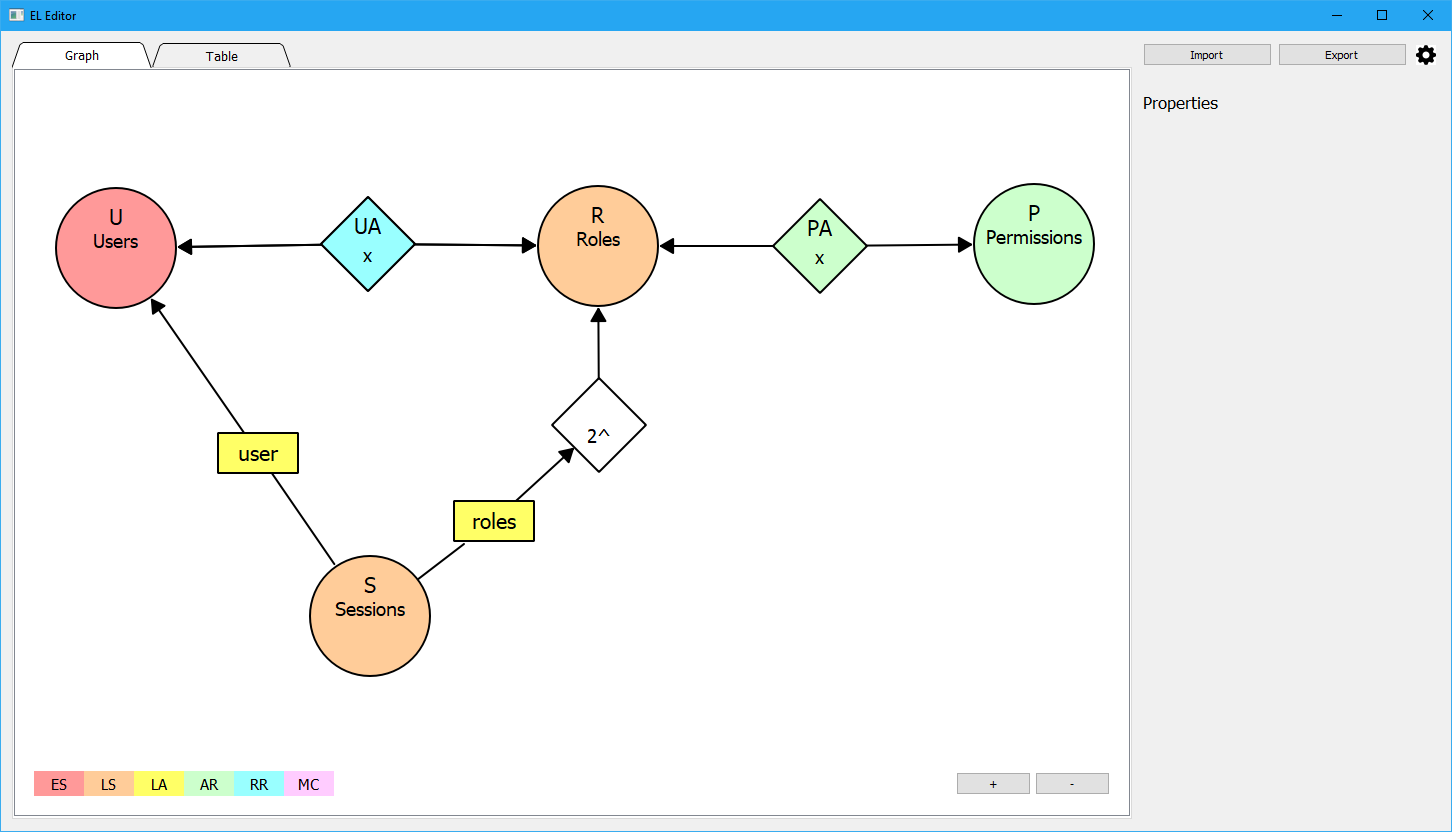 EL Editor
Graph
Table
Import
Export
Properties
U
Users
UA
x
R
Roles
PA
x
P
Permissions
2^
user
roles
S
Sessions
ES
LS
LA
AR
RR
MC
+
-